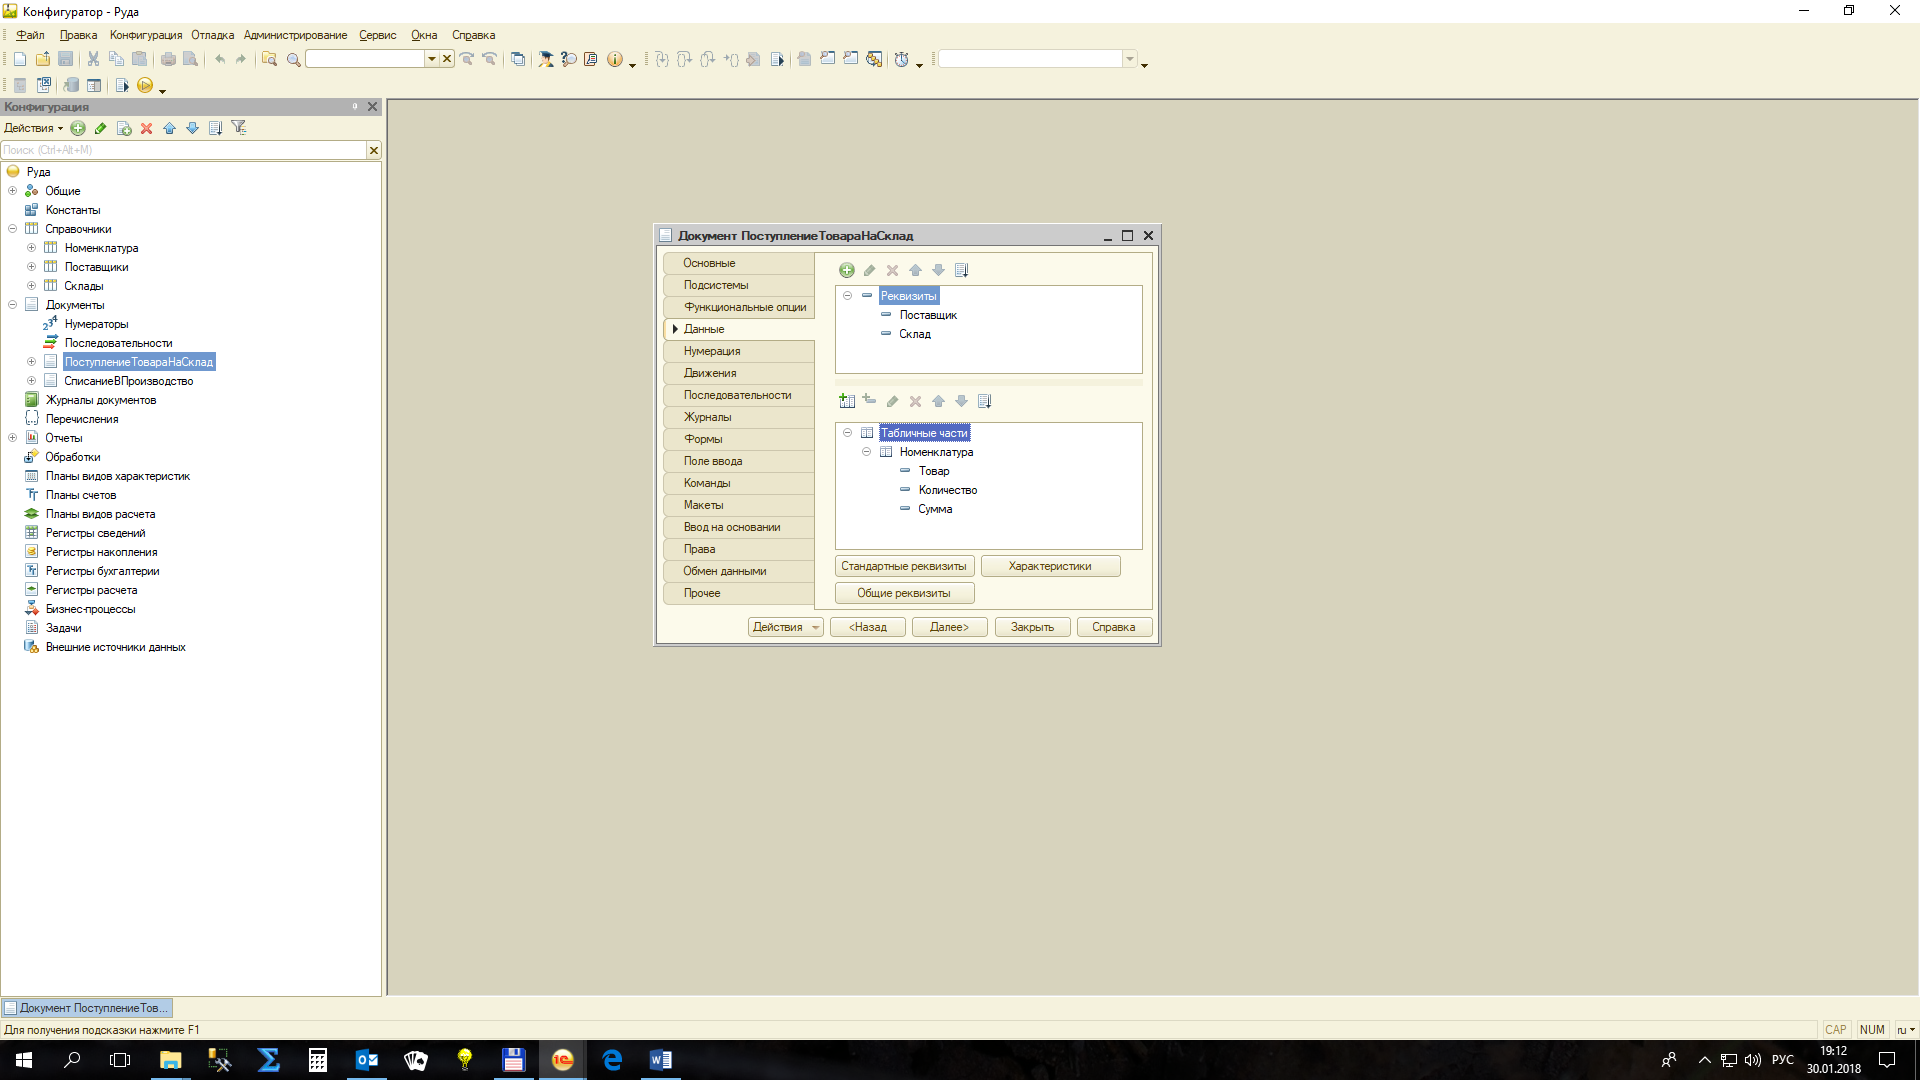 Конфигуратор - Руда
Файл Правка Конфигурация Отладка Администрирование Сервис Окна Справка
Конфигурация
Действия
Поиск (Ctrl+Alt+M)
Руда
Общие
Константы
Справочники
Номенклатура
Поставщики
Склады
Документы
Нумераторы
Последовательности
ПоступлениеТовараНаСклад
СписаниеВПроизводство
Журналы документов
Перечисления
Отчеты
Обработки
Планы видов характеристик
Планы счетов
Планы видов расчета
Регистры сведений
Регистры накопления
Регистры бухгалтерии
Регистры расчета
Бизнес-процессы
Задачи
Внешние источники данных
Документ ПоступлениеТовараНаСклад
Основные
Подсистемы
Функциональные опции
Данные
Нумерация
Движения
Последовательности
Журналы
Формы
Поле ввода
Команды
Макеты
Ввод на основании
Права
Обмен данными
Прочее
Реквизиты
Поставщик
Склад
Табличные части
Номенклатура
Товар
Количество
Сумма
Стандартные реквизиты Характеристики
Общие реквизиты
Действия <Назад Далее> Закрыть Справка
Документ ПоступлениеТов...
Для получения подсказки нажмите F1
CAP NUM ru
РУС
19:12
30.01.2018